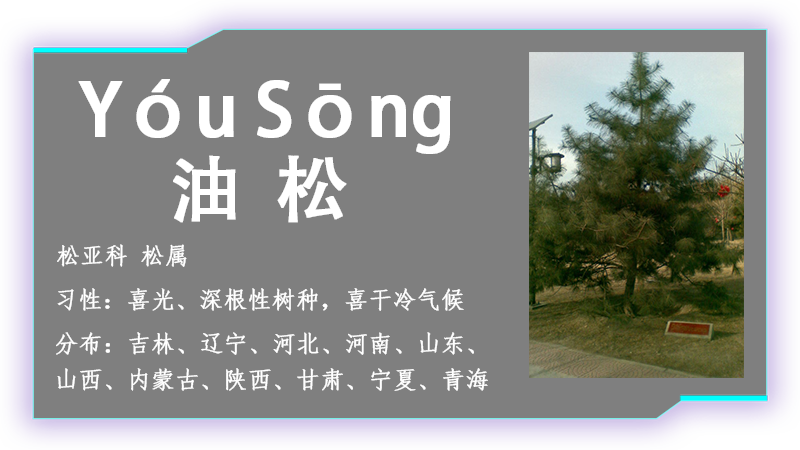 YóuSōng
油 松
松亚科 松属
习性：喜光、深根性树种，喜干冷气候
分布：吉林、辽宁、河北、河南、山东、
山西、内蒙古、陕西、甘肃、宁夏、青海